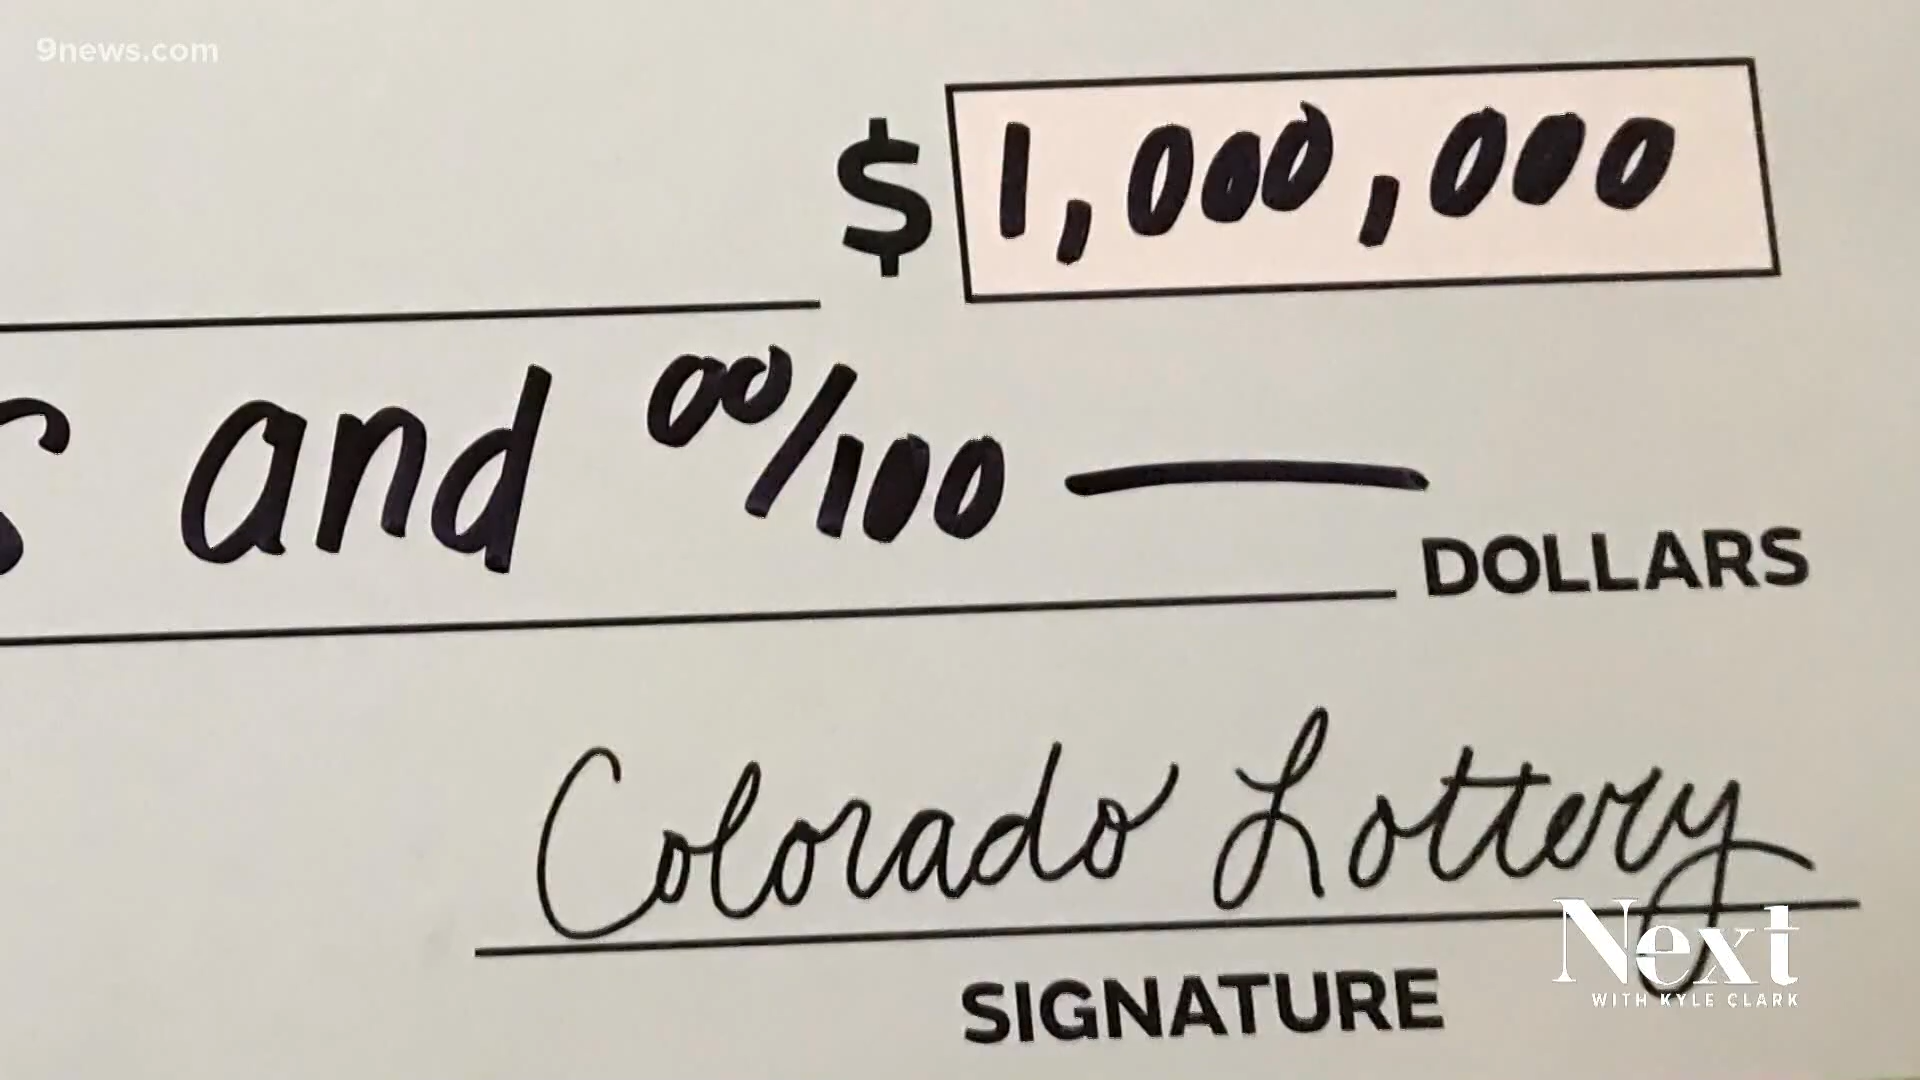 9news.com
$ 1,000,000
and 00/100 —
DOLLARS
Colorado Lottery
SIGNATURE
Next
WITH KYLE CLARK